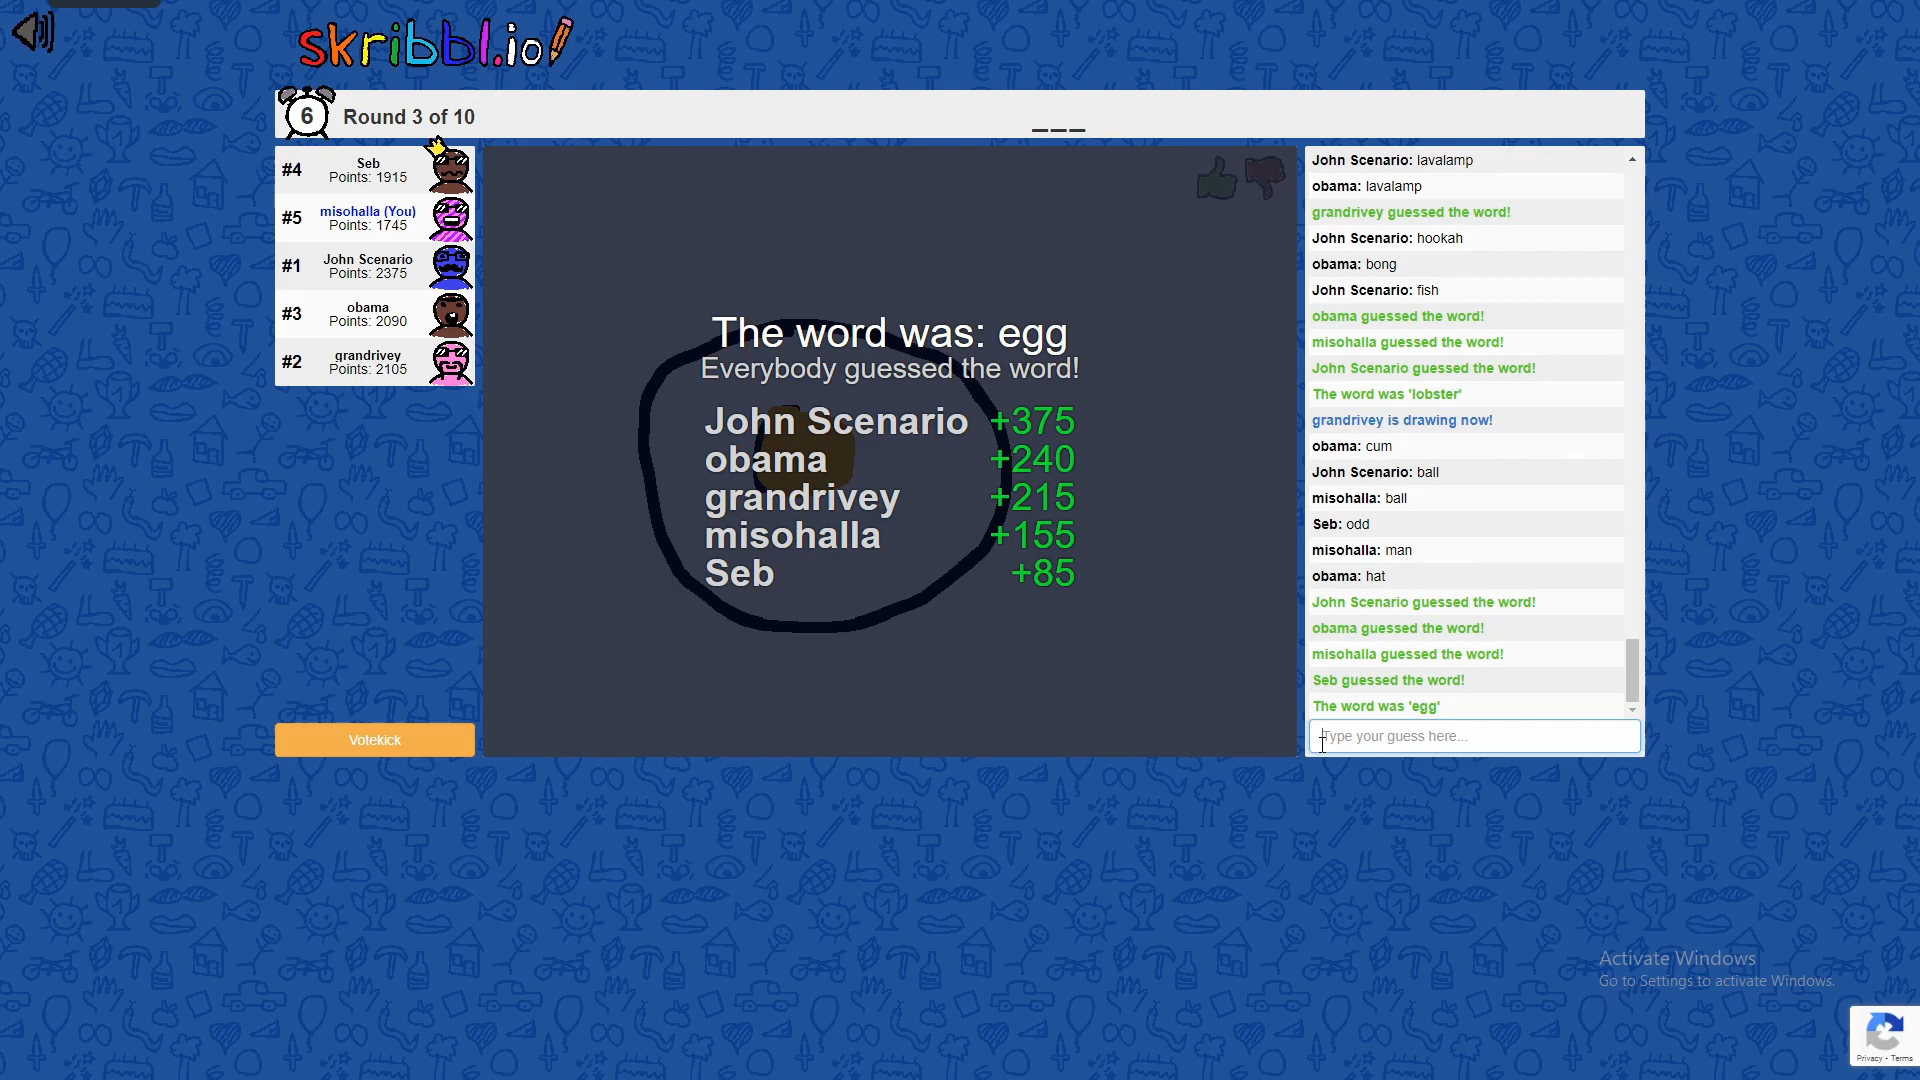 skribbl.io
6
Round 3 of 10
___
#4
Seb
Points: 1915
#5
misohalla (You)
Points: 1745
#1
John Scenario
Points: 2375
#3
obama
Points: 2090
#2
grandrivey
Points: 2105
Votekick
The word was: egg
Everybody guessed the word!
John Scenario +375
obama +240
grandrivey +215
misohalla +155
Seb +85
John Scenario: lavalamp
obama: lavalamp
grandrivey guessed the word!
John Scenario: hookah
obama: bong
John Scenario: fish
obama guessed the word!
misohalla guessed the word!
John Scenario guessed the word!
The word was 'lobster'
grandrivey is drawing now!
obama: cum
John Scenario: ball
misohalla: ball
Seb: odd
misohalla: man
obama: hat
John Scenario guessed the word!
obama guessed the word!
misohalla guessed the word!
Seb guessed the word!
The word was 'egg'
Type your guess here...
Activate Windows
Go to Settings to activate Windows.
Privacy - Terms